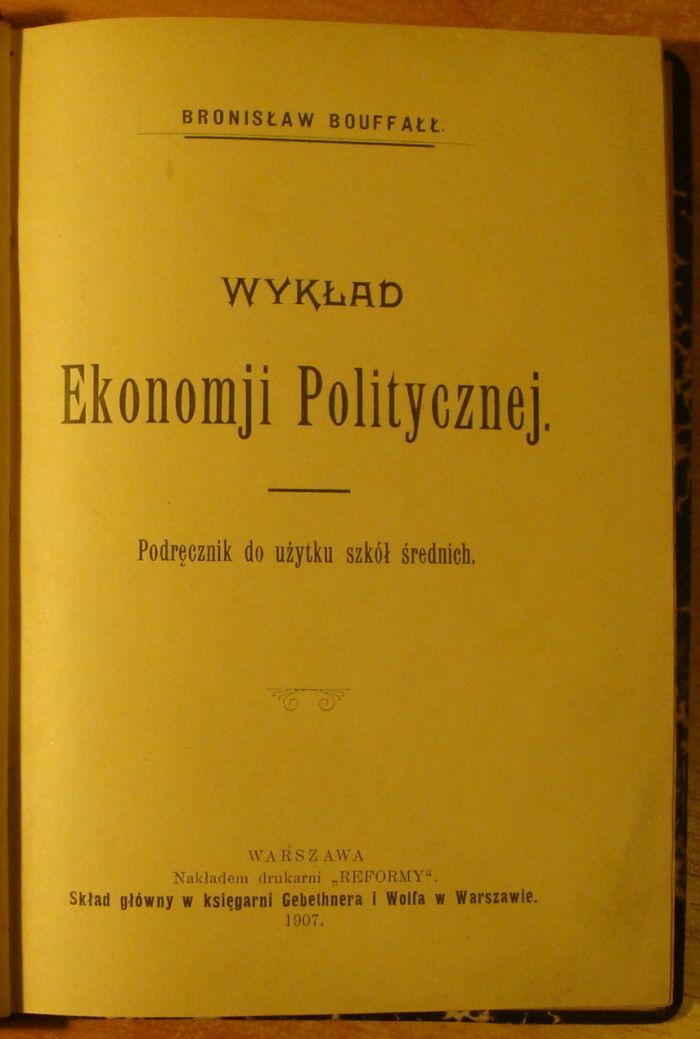 BRONISŁAW BOUFFAŁŁ.
WYKŁAD
Ekonomji Politycznej.
Podręcznik do użytku szkół średnich.
WARSZAWA
Nakładem drukarni „REFORMY“.
Skład główny w księgarni Gebethnera i Wolfa w Warszawie.
1907.